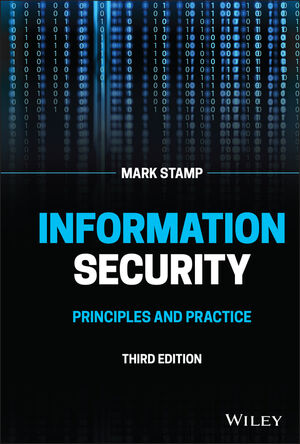 MARK STAMP
INFORMATION
SECURITY
PRINCIPLES AND PRACTICE
THIRD EDITION
WILEY